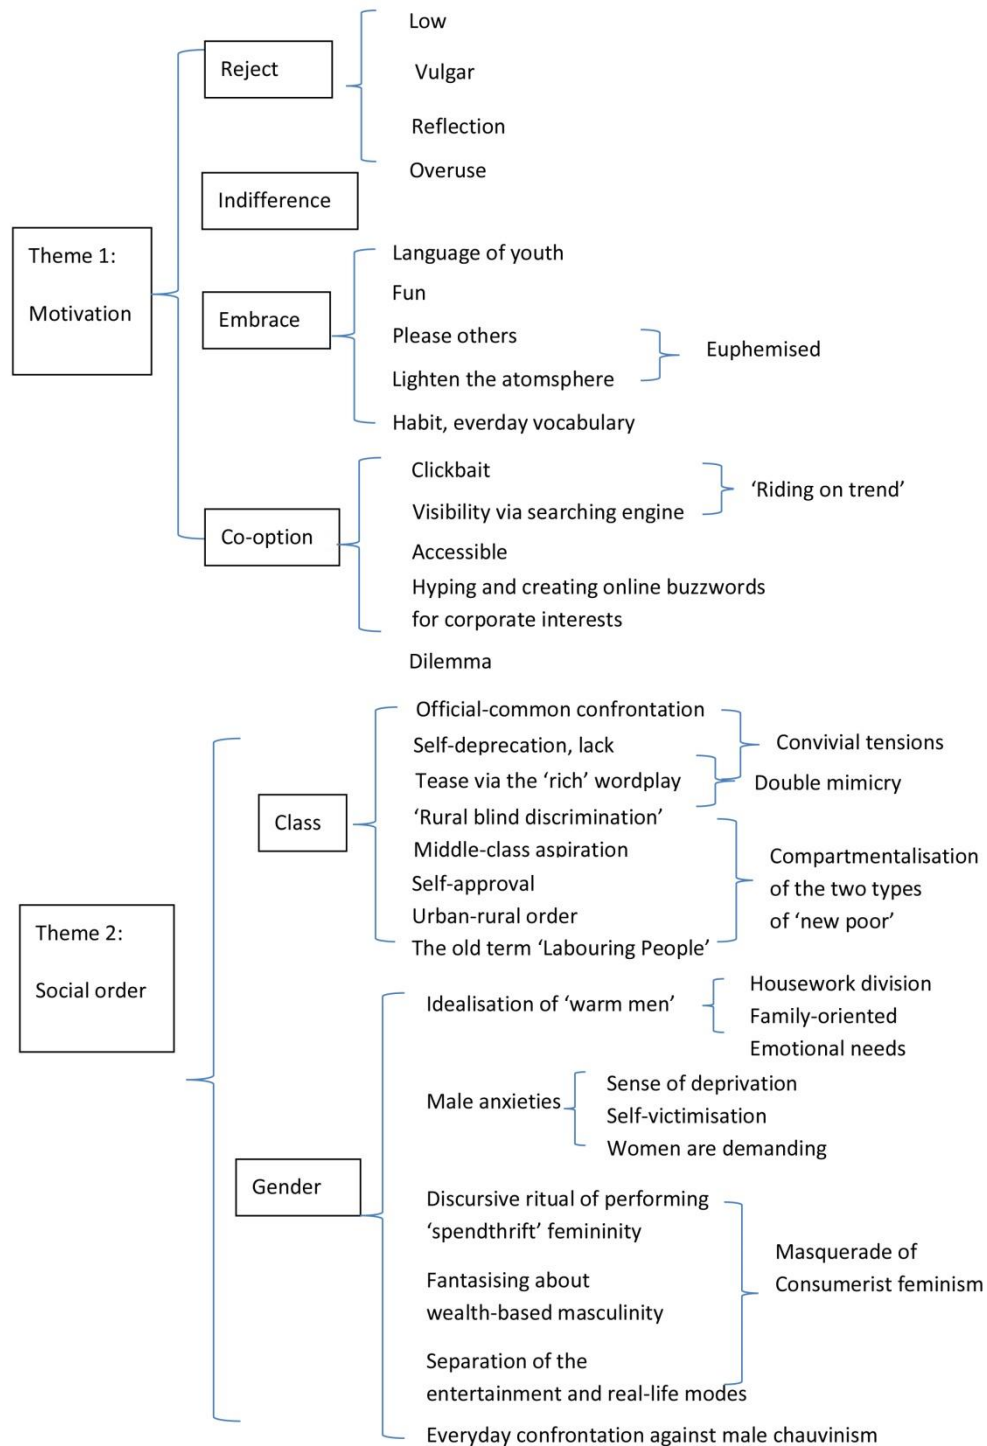 Theme 1:
Motivation
Reject
Low
Vulgar
Reflection
Overuse
Indifference
Embrace
Language of youth
Fun
Please others
Lighten the atomsphere
Euphemised
Habit, everday vocabulary
Co-option
Clickbait
Visibility via searching engine
‘Riding on trend’
Accessible
Hyping and creating online buzzwords
for corporate interests
Dilemma
Theme 2:
Social order
Class
Official-common confrontation
Self-deprecation, lack
Convivial tensions
Tease via the ‘rich’ wordplay
Double mimicry
‘Rural blind discrimination’
Middle-class aspiration
Self-approval
Urban-rural order
The old term ‘Labouring People’
Compartmentalisation
of the two types
of ‘new poor’
Gender
Idealisation of ‘warm men’
Housework division
Family-oriented
Emotional needs
Male anxieties
Sense of deprivation
Self-victimisation
Women are demanding
Discursive ritual of performing
‘spendthrift’ femininity
Fantasising about
wealth-based masculinity
Separation of the
entertainment and real-life modes
Masquerade of
Consumerist feminism
Everyday confrontation against male chauvinism